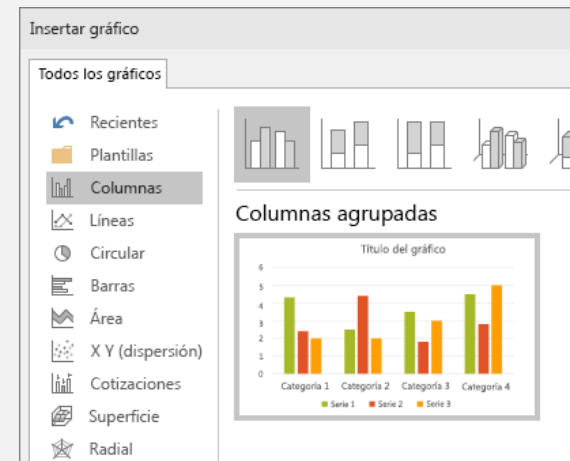 Insertar gráfico
Todos los gráficos
Recientes
Plantillas
Columnas
Líneas
Circular
Barras
Área
X Y (dispersión)
Cotizaciones
Superficie
Radial
Columnas agrupadas
Título del gráfico
6
5
4
3
2
1
0
Categoría 1 Categoría 2 Categoría 3 Categoría 4
Serie 1 Serie 2 Serie 3